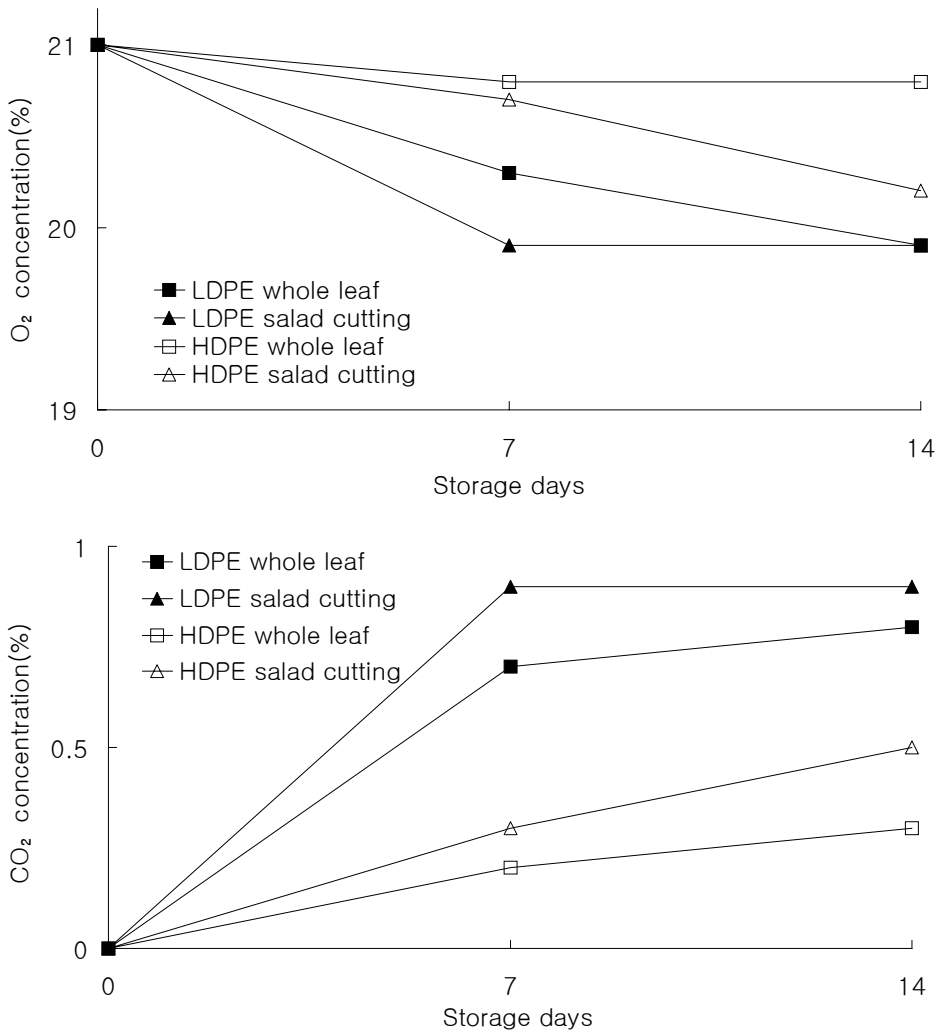 21
20
19
O₂ concentration(%)
LDPE whole leaf
LDPE salad cutting
HDPE whole leaf
HDPE salad cutting
0 7 14
Storage days
1
0.5
0
CO₂ concentration(%)
LDPE whole leaf
LDPE salad cutting
HDPE whole leaf
HDPE salad cutting
0 7 14
Storage days